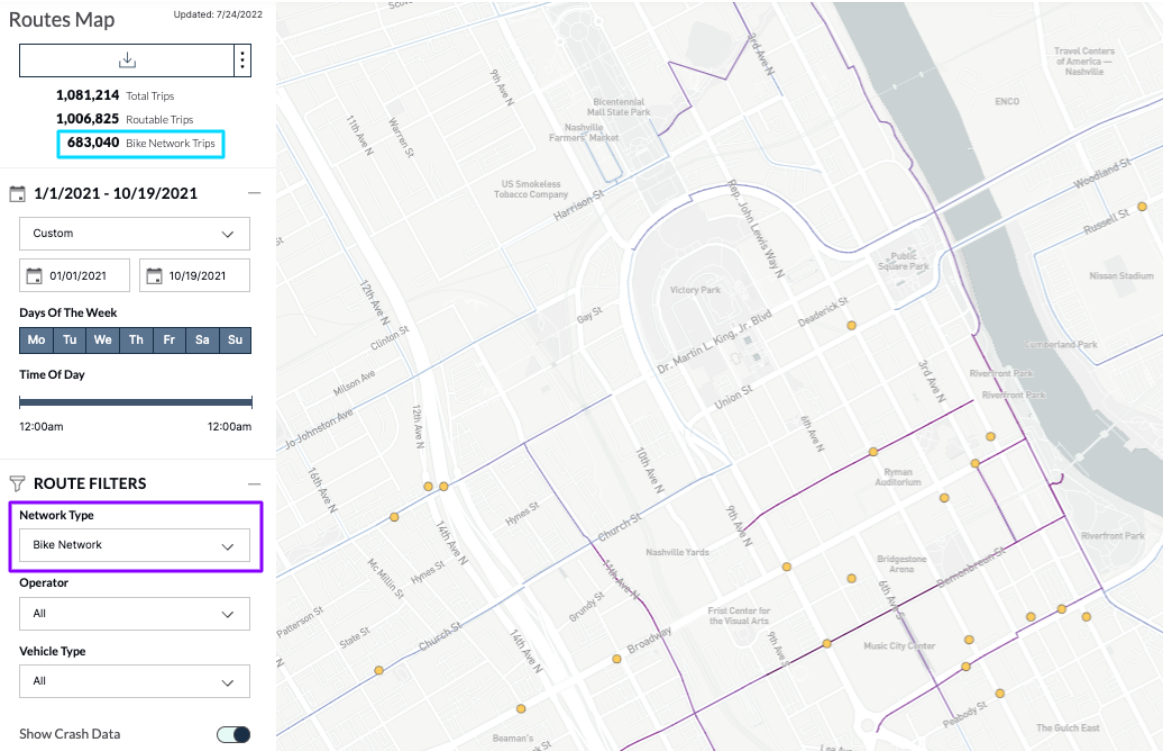 Routes Map
Updated: 7/24/2022
1,081,214 Total Trips
1,006,825 Routable Trips
683,040 Bike Network Trips
1/1/2021 - 10/19/2021
Custom
01/01/2021
10/19/2021
Days Of The Week
Mo Tu We Th Fr Sa Su
Time Of Day
12:00am
12:00am
ROUTE FILTERS
Network Type
Bike Network
Operator
All
Vehicle Type
All
Show Crash Data
3rd Ave N
Travel Centers
of America —
Nashville
9th Ave N
ENCO
Bicentennial
Mall State Park
11th Ave N
Warren St
Nashville
Farmers' Market
Woodland St
US Smokeless
Tobacco Company
Harrison St
Rep. John Lewis Way N
Russell St
Public
Square Park
Nissan Stadium
12th Ave N
Victory Park
Gay St
Deaderick St
Clinton St
Dr. Martin L. King, Jr. Blvd
Cumberland Park
Milson Ave
3rd Ave N
Riverfront Park
Riverfront Park
Union St
Jo Johnston Ave
12th Ave N
6th Ave N
16th Ave N
10th Ave N
Ryman
Auditorium
Hynes St
9th Ave N
Church St
14th Ave N
Nashville Yards
Riverfront Park
Bridgestone
Arena
Demonbreun St
Mc Millin St
Hynes St
11th Ave N
6th Ave S
Grundy St
Patterson St
Frist Center for
the Visual Arts
State St
Church St
14th Ave N
Broadway
9th Ave S
Music City Center
Peabody St
The Gulch East
Beaman's